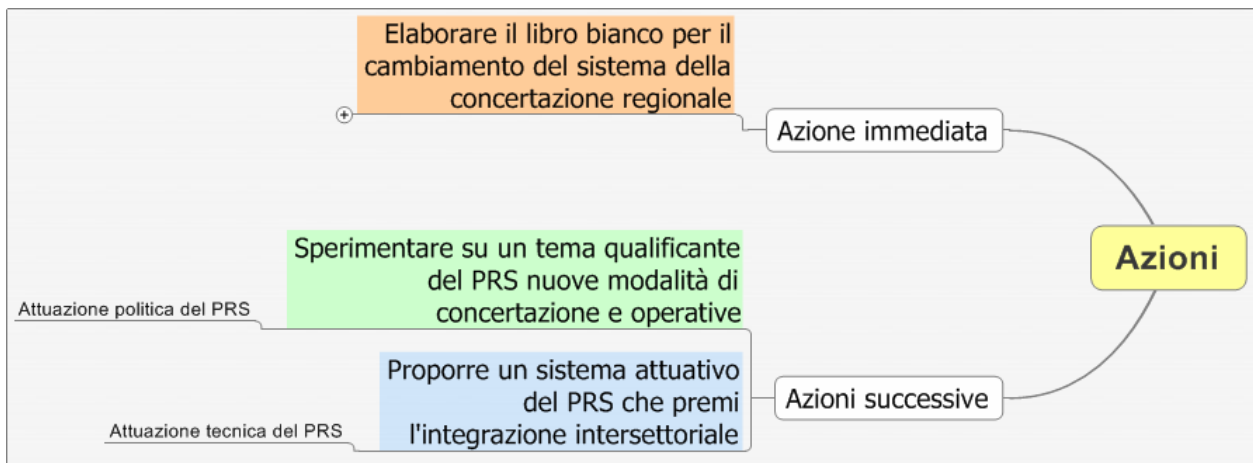 Elaborare il libro bianco per il
cambiamento del sistema della
concertazione regionale
Azione immediata
Azioni
Sperimentare su un tema qualificante
del PRS nuove modalità di
concertazione e operative
Attuazione politica del PRS
Proporre un sistema attuativo
del PRS che premi
l'integrazione intersettoriale
Azioni successive
Attuazione tecnica del PRS